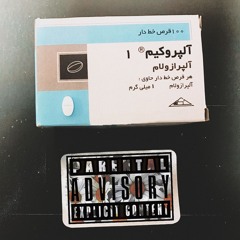 ۱۰۰ قرص خط دار
آلپروکیم® ۱
آلپرازولام
هر قرص خط دار حاوی :
آلپرازولام ۱ میلی گرم
PARENTAL
ADVISORY
EXPLICIT CONTENT